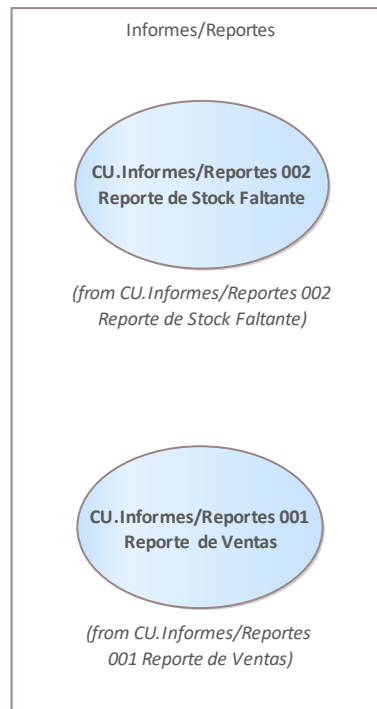 Informes/Reportes
CU.Informes/Reportes 002
Reporte de Stock Faltante
(from CU.Informes/Reportes 002
Reporte de Stock Faltante)
CU.Informes/Reportes 001
Reporte de Ventas
(from CU.Informes/Reportes
001 Reporte de Ventas)